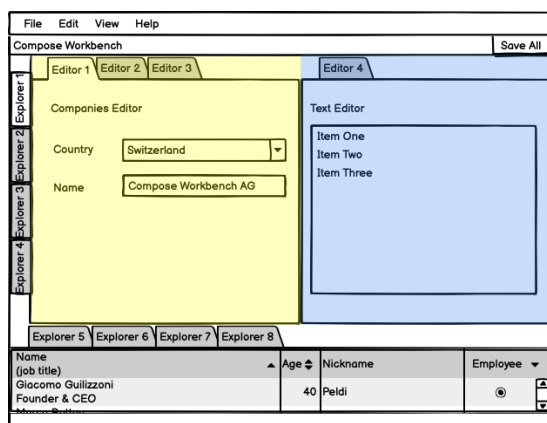 File Edit View Help
Compose Workbench Save All
Editor 1 Editor 2 Editor 3 Editor 4
Explorer 1
Explorer 2
Explorer 3
Explorer 4
Companies Editor
Country Switzerland
Name Compose Workbench AG
Text Editor
Item One
Item Two
Item Three
Explorer 5 Explorer 6 Explorer 7 Explorer 8
Name
(job title) Age Nickname Employee
Giacomo Guilizzoni
Founder & CEO 40 Peldi